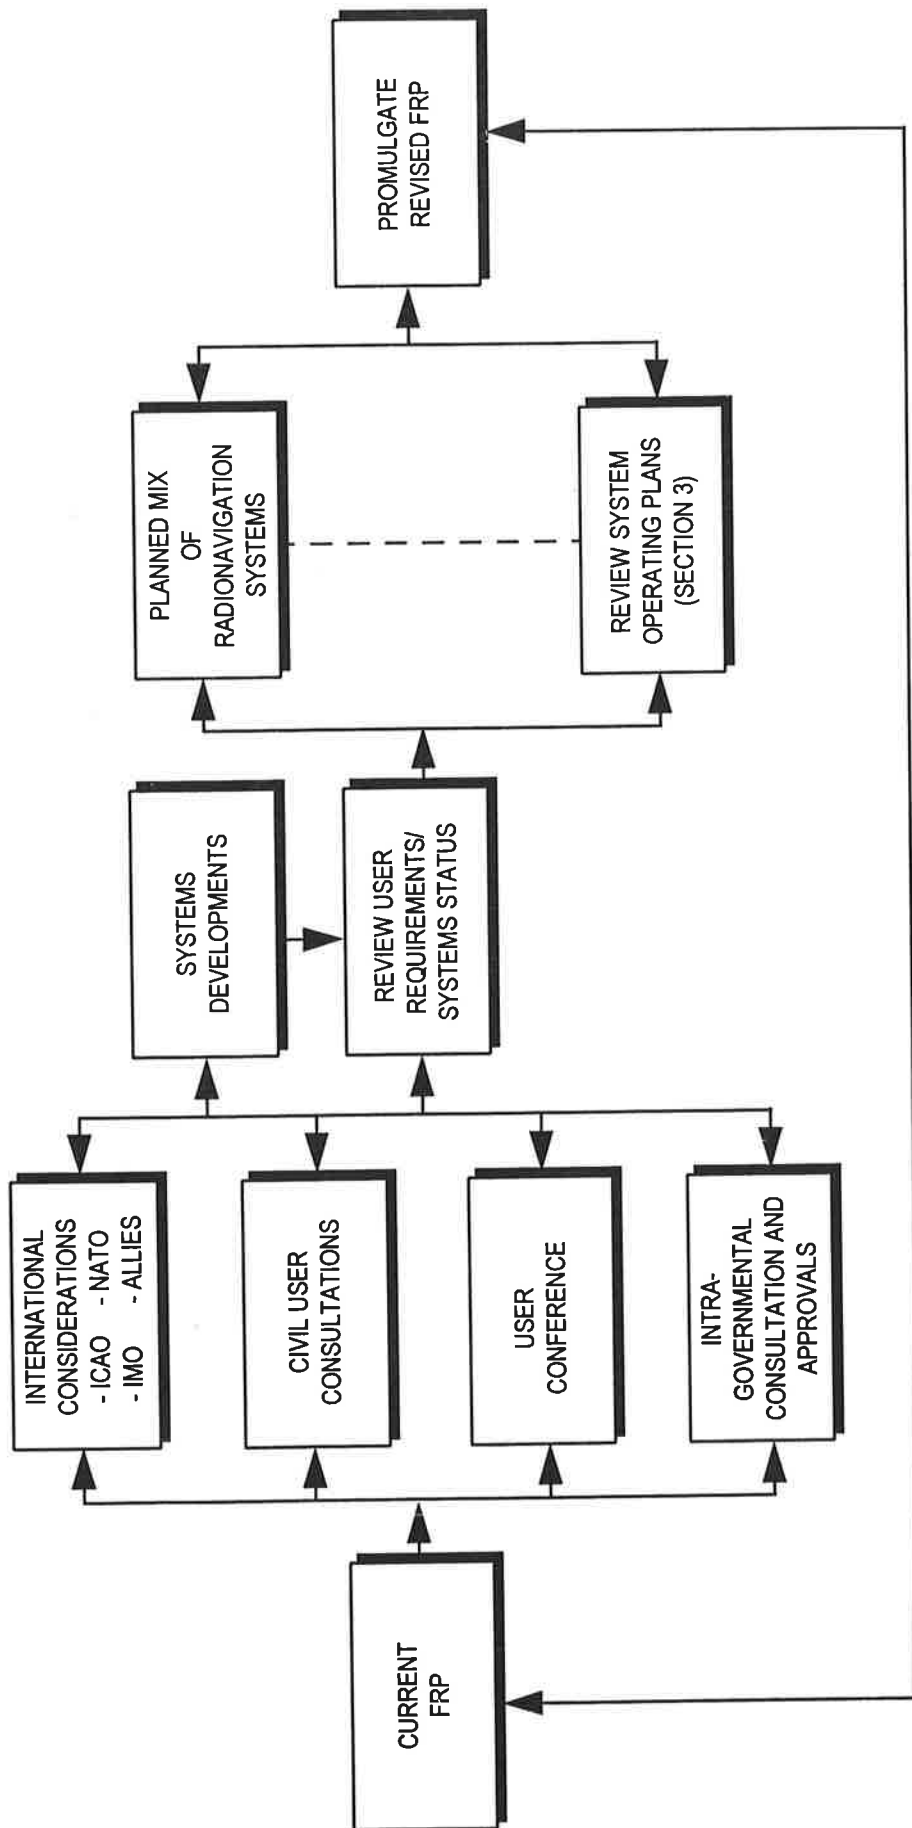 CURRENT
FRP
INTERNATIONAL
CONSIDERATIONS
- ICAO - NATO
- IMO - ALLIES
CIVIL USER
CONSULTATIONS
USER
CONFERENCE
INTRA-
GOVERNMENTAL
CONSULTATION AND
APPROVALS
SYSTEMS
DEVELOPMENTS
REVIEW USER
REQUIREMENTS/
SYSTEMS STATUS
PLANNED MIX
OF
RADIONAVIGATION
SYSTEMS
REVIEW SYSTEM
OPERATING PLANS
(SECTION 3)
PROMULGATE
REVISED FRP